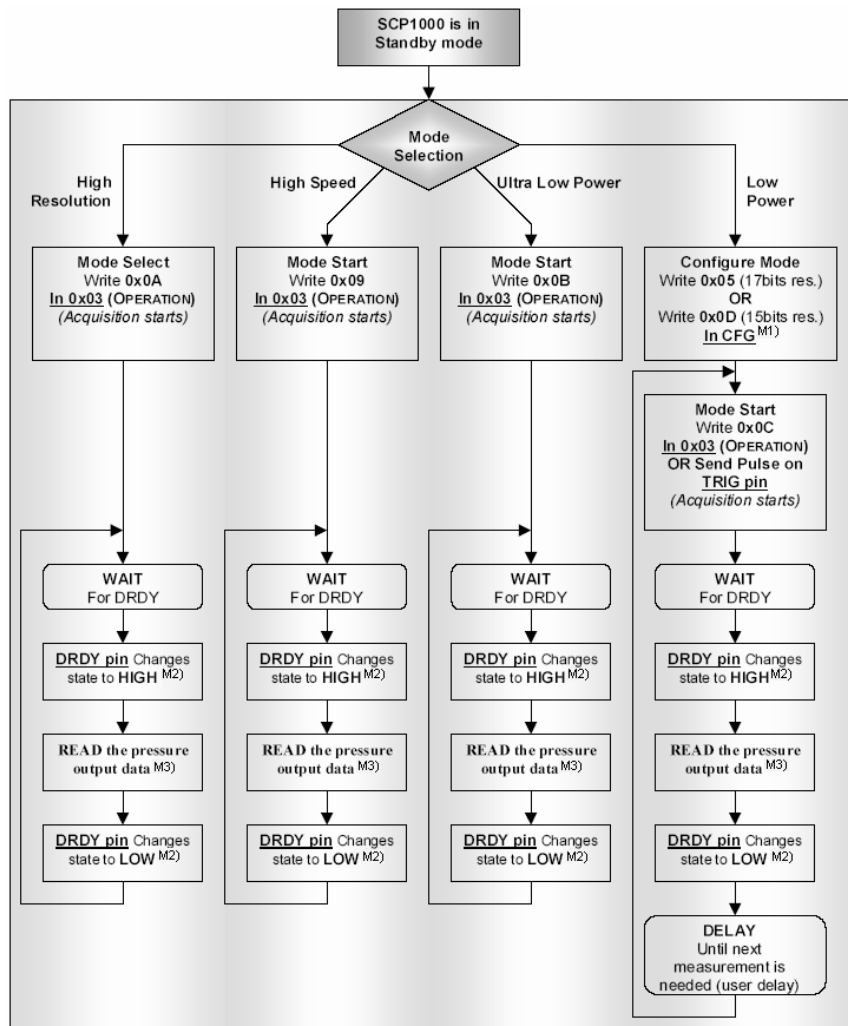 SCP1000 is in
Standby mode
Mode
Selection
High
Resolution
High Speed
Ultra Low Power
Low
Power
Mode Select
Write 0x0A
In 0x03 (OPERATION)
(Acquisition starts)
Mode Start
Write 0x09
In 0x03 (OPERATION)
(Acquisition starts)
Mode Start
Write 0x0B
In 0x03 (OPERATION)
(Acquisition starts)
Configure Mode
Write 0x05 (17bits res.)
OR
Write 0x0D (15bits res.)
In CFG M1)
Mode Start
Write 0x0C
In 0x03 (OPERATION)
OR Send Pulse on
TRIG pin
(Acquisition starts)
WAIT
For DRDY
WAIT
For DRDY
WAIT
For DRDY
WAIT
For DRDY
DRDY pin Changes
state to HIGH M2)
DRDY pin Changes
state to HIGH M2)
DRDY pin Changes
state to HIGH M2)
DRDY pin Changes
state to HIGH M2)
READ the pressure
output data M3)
READ the pressure
output data M3)
READ the pressure
output data M3)
READ the pressure
output data M3)
DRDY pin Changes
state to LOW M2)
DRDY pin Changes
state to LOW M2)
DRDY pin Changes
state to LOW M2)
DRDY pin Changes
state to LOW M2)
DELAY
Until next
measurement is
needed (user delay)